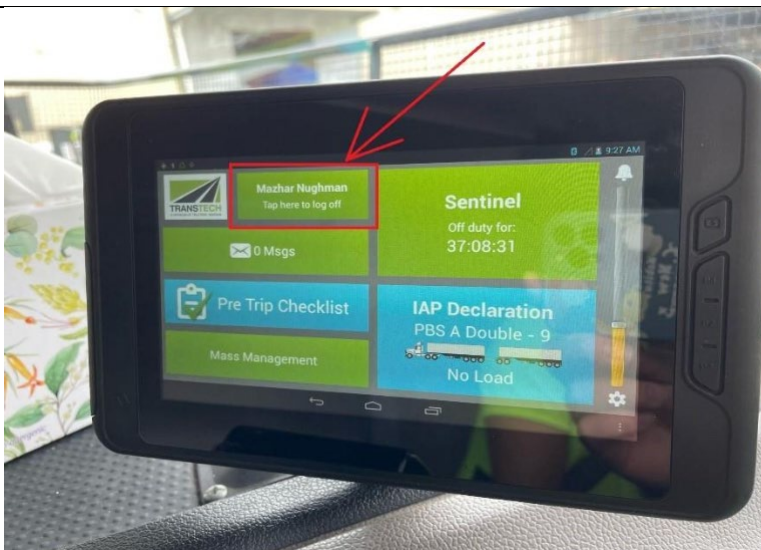 9:27 AM
TRANSTECH
Mazhar Nughman
Tap here to log off
0 Msgs
Pre Trip Checklist
Mass Management
Sentinel
Off duty for:
37:08:31
IAP Declaration
PBS A Double - 9
No Load